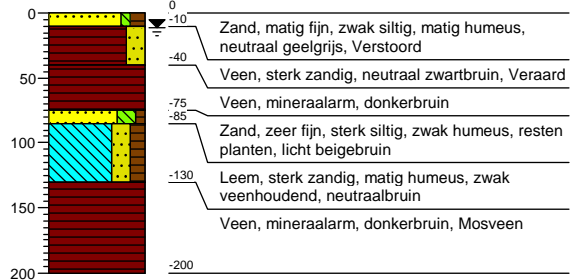 0
0
-10
Zand, matig fijn, zwak siltig, matig humeus,
neutraal geelgrijs, Verstoord
-40
Veen, sterk zandig, neutraal zwartbruin, Veraard
50
-75
Veen, mineraalarm, donkerbruin
-85
Zand, zeer fijn, sterk siltig, zwak humeus, resten
planten, licht beigebruin
100
-130
Leem, sterk zandig, matig humeus, zwak
veenhoudend, neutraalbruin
150
Veen, mineraalarm, donkerbruin, Mosveen
200
-200